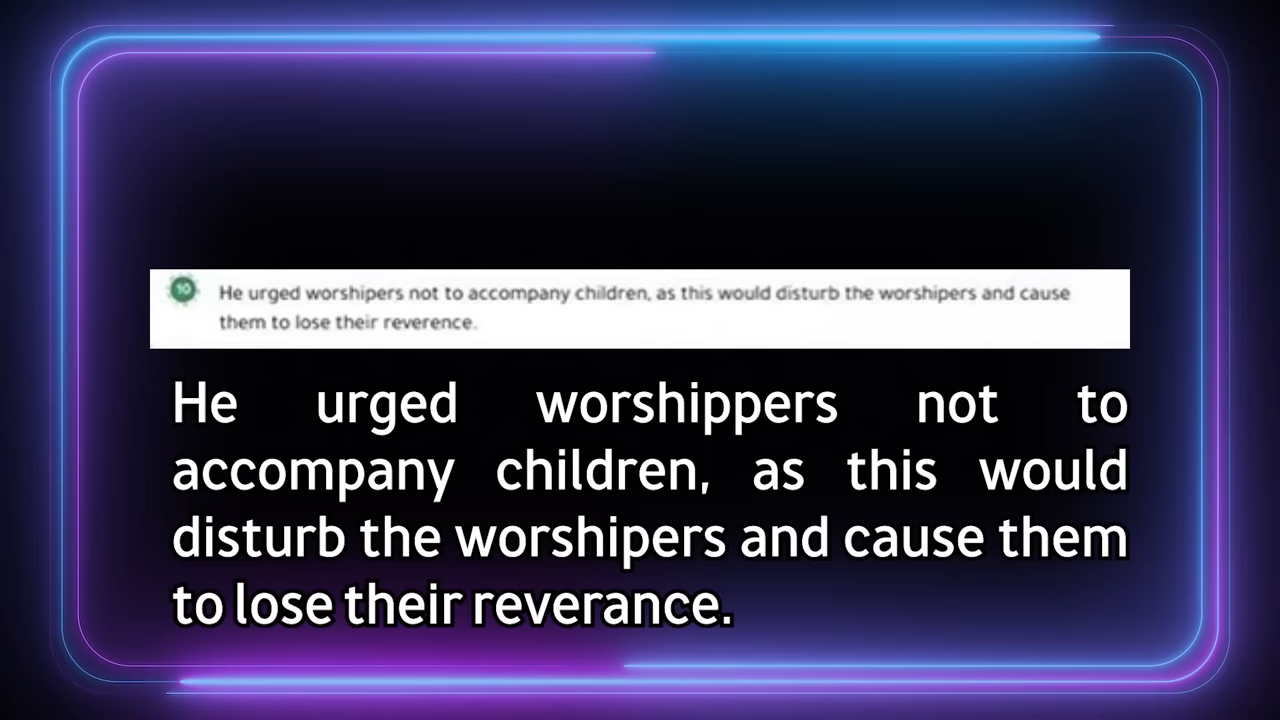 10
He urged worshipers not to accompany children, as this would disturb the worshipers and cause
them to lose their reverence.
He urged worshippers not to
accompany children, as this would
disturb the worshipers and cause them
to lose their reverance.